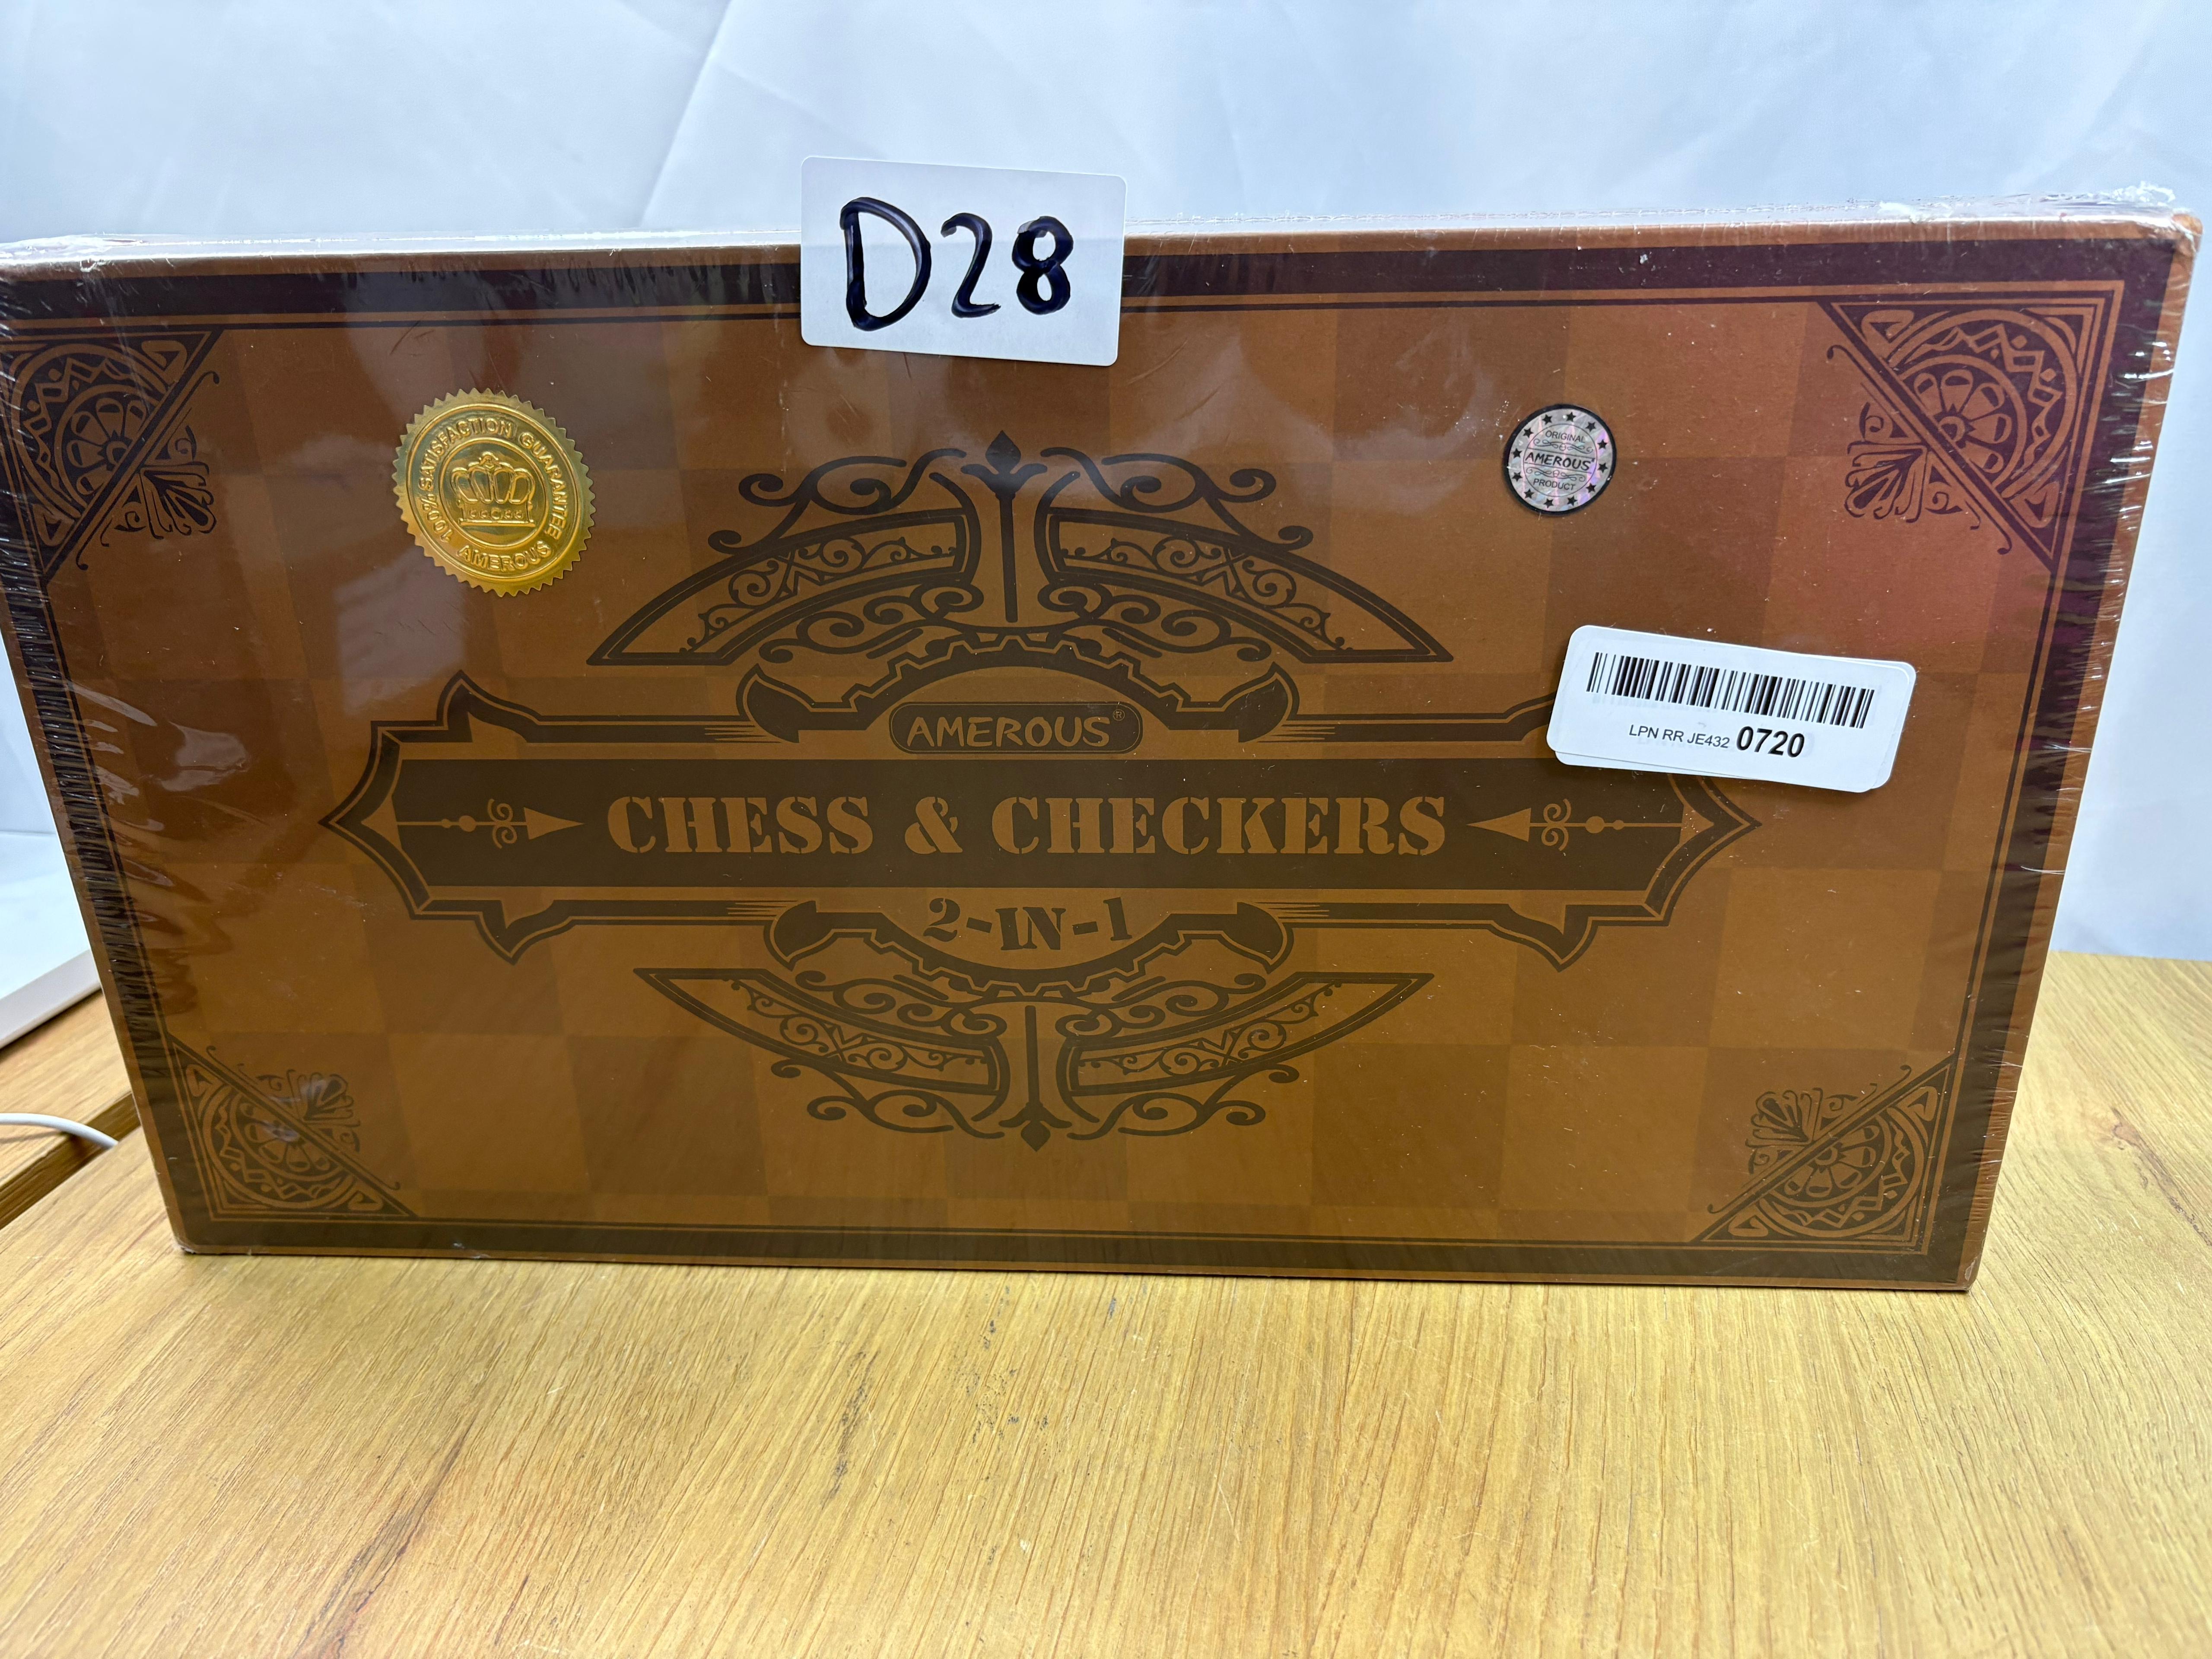 D28
100% SATISFACTION GUARANTEE
AMEROUS
ORIGINAL
AMEROUS
PRODUCT
AMEROUS®
LPN RR JE432 0720
CHESS & CHECKERS
2-IN-1